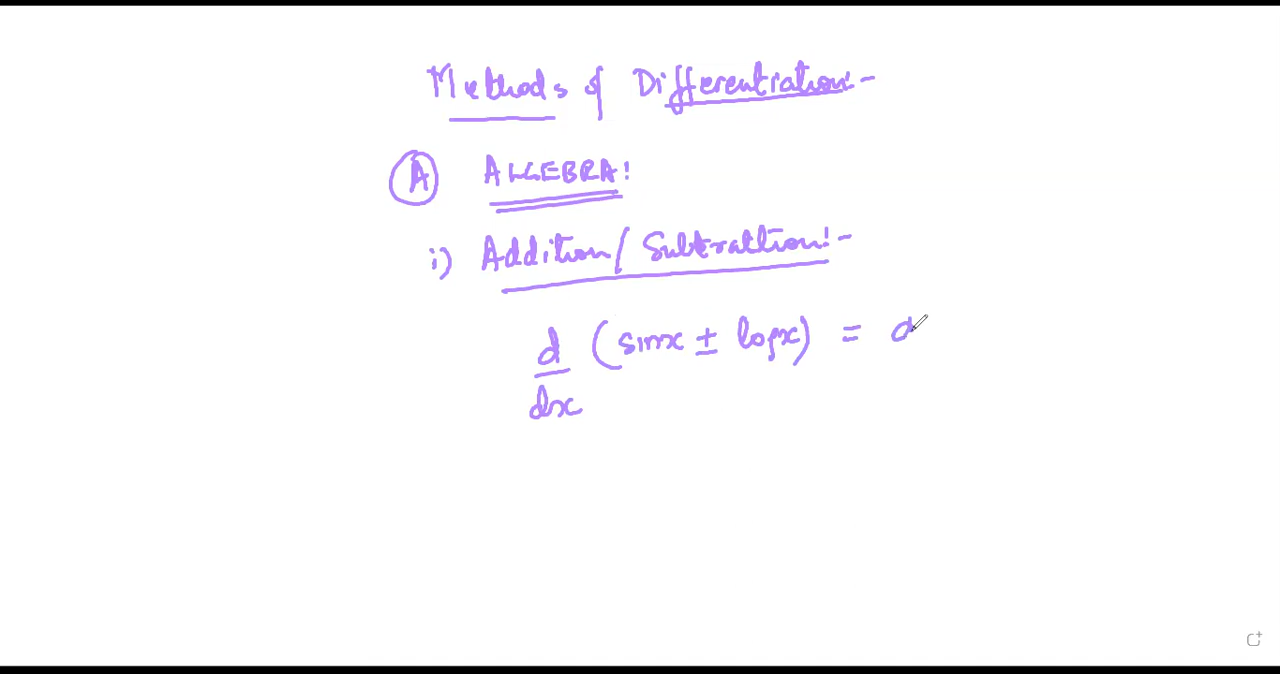 Methods of Differentiation:-
A ALGEBRA:
i) Addition/Subtraction:-
d/dx (sinx ± logx) = d